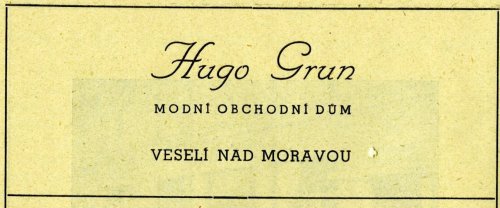 Hugo Grun
MODNÍ OBCHODNÍ DŮM
VESELÍ NAD MORAVOU